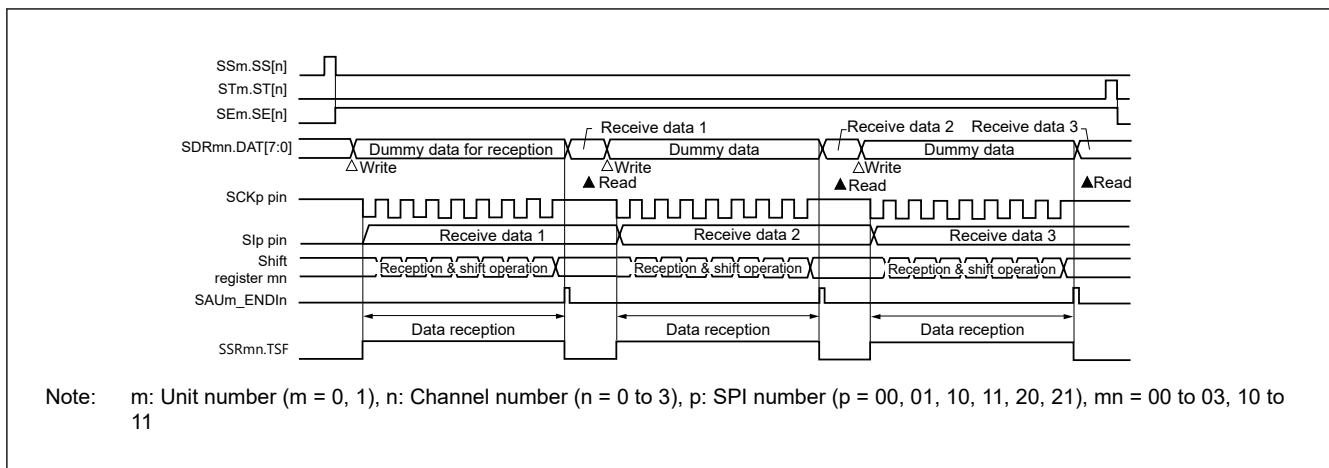 SSm.SS[n]
STm.ST[n]
SEm.SE[n]
Receive data 1
Receive data 2 Receive data 3
SDRmn.DAT[7:0] Dummy data for reception Dummy data Dummy data
△Write △Write △Write
▲Read ▲Read ▲Read
SCKp pin
SIp pin Receive data 1 Receive data 2 Receive data 3
Shift
register mn Reception & shift operation Reception & shift operation Reception & shift operation
SAUm_ENDIn
Data reception Data reception Data reception
SSRmn.TSF
Note: m: Unit number (m = 0, 1), n: Channel number (n = 0 to 3), p: SPI number (p = 00, 01, 10, 11, 20, 21), mn = 00 to 03, 10 to
11